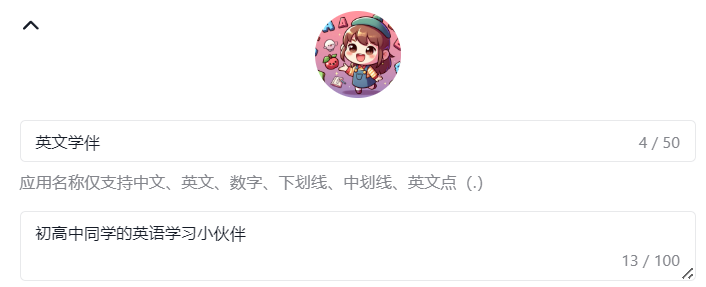 英文学伴
4 / 50
应用名称仅支持中文、英文、数字、下划线、中划线、英文点（.）
初高中同学的英语学习小伙伴
13 / 100